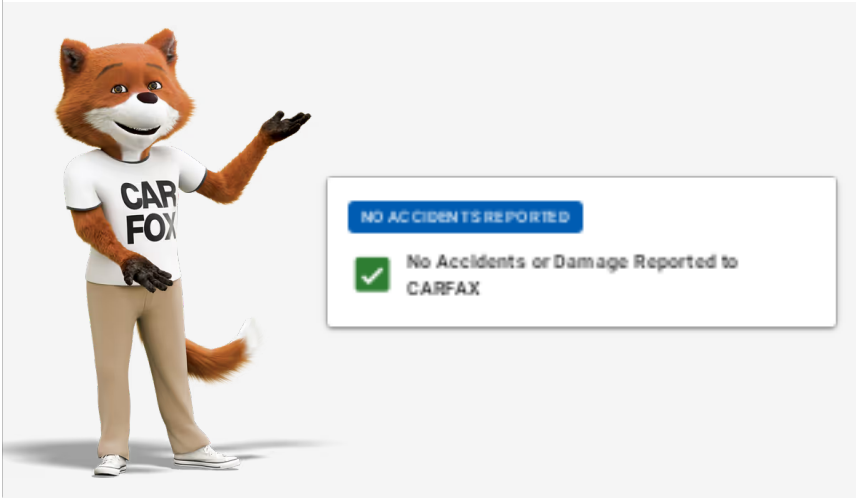 CAR
FOX
NO ACCIDENTS REPORTED
No Accidents or Damage Reported to
CARFAX